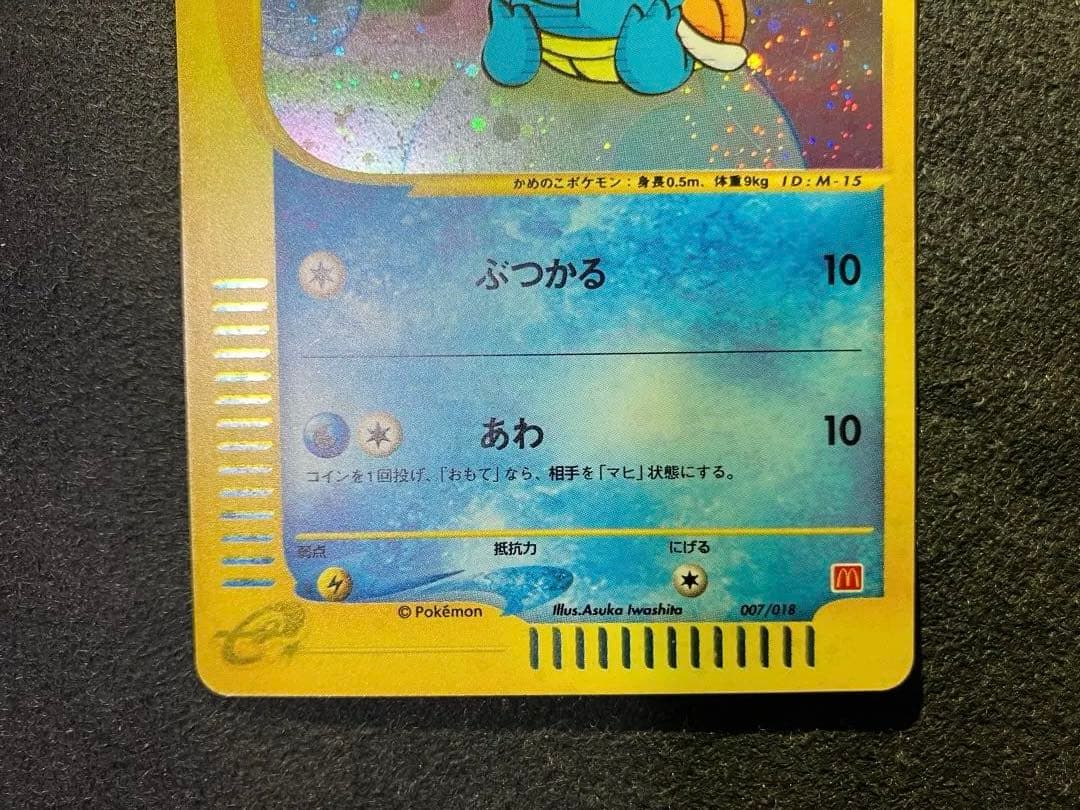 かめのこポケモン：身長0.5m、体重9kg ID:M-15
ぶつかる 10
あわ 10
コインを1回投げ、「おもて」なら、相手を「マヒ」状態にする。
弱点 抵抗力 にげる
© Pokémon Illus.Asuka Iwashita 007/018